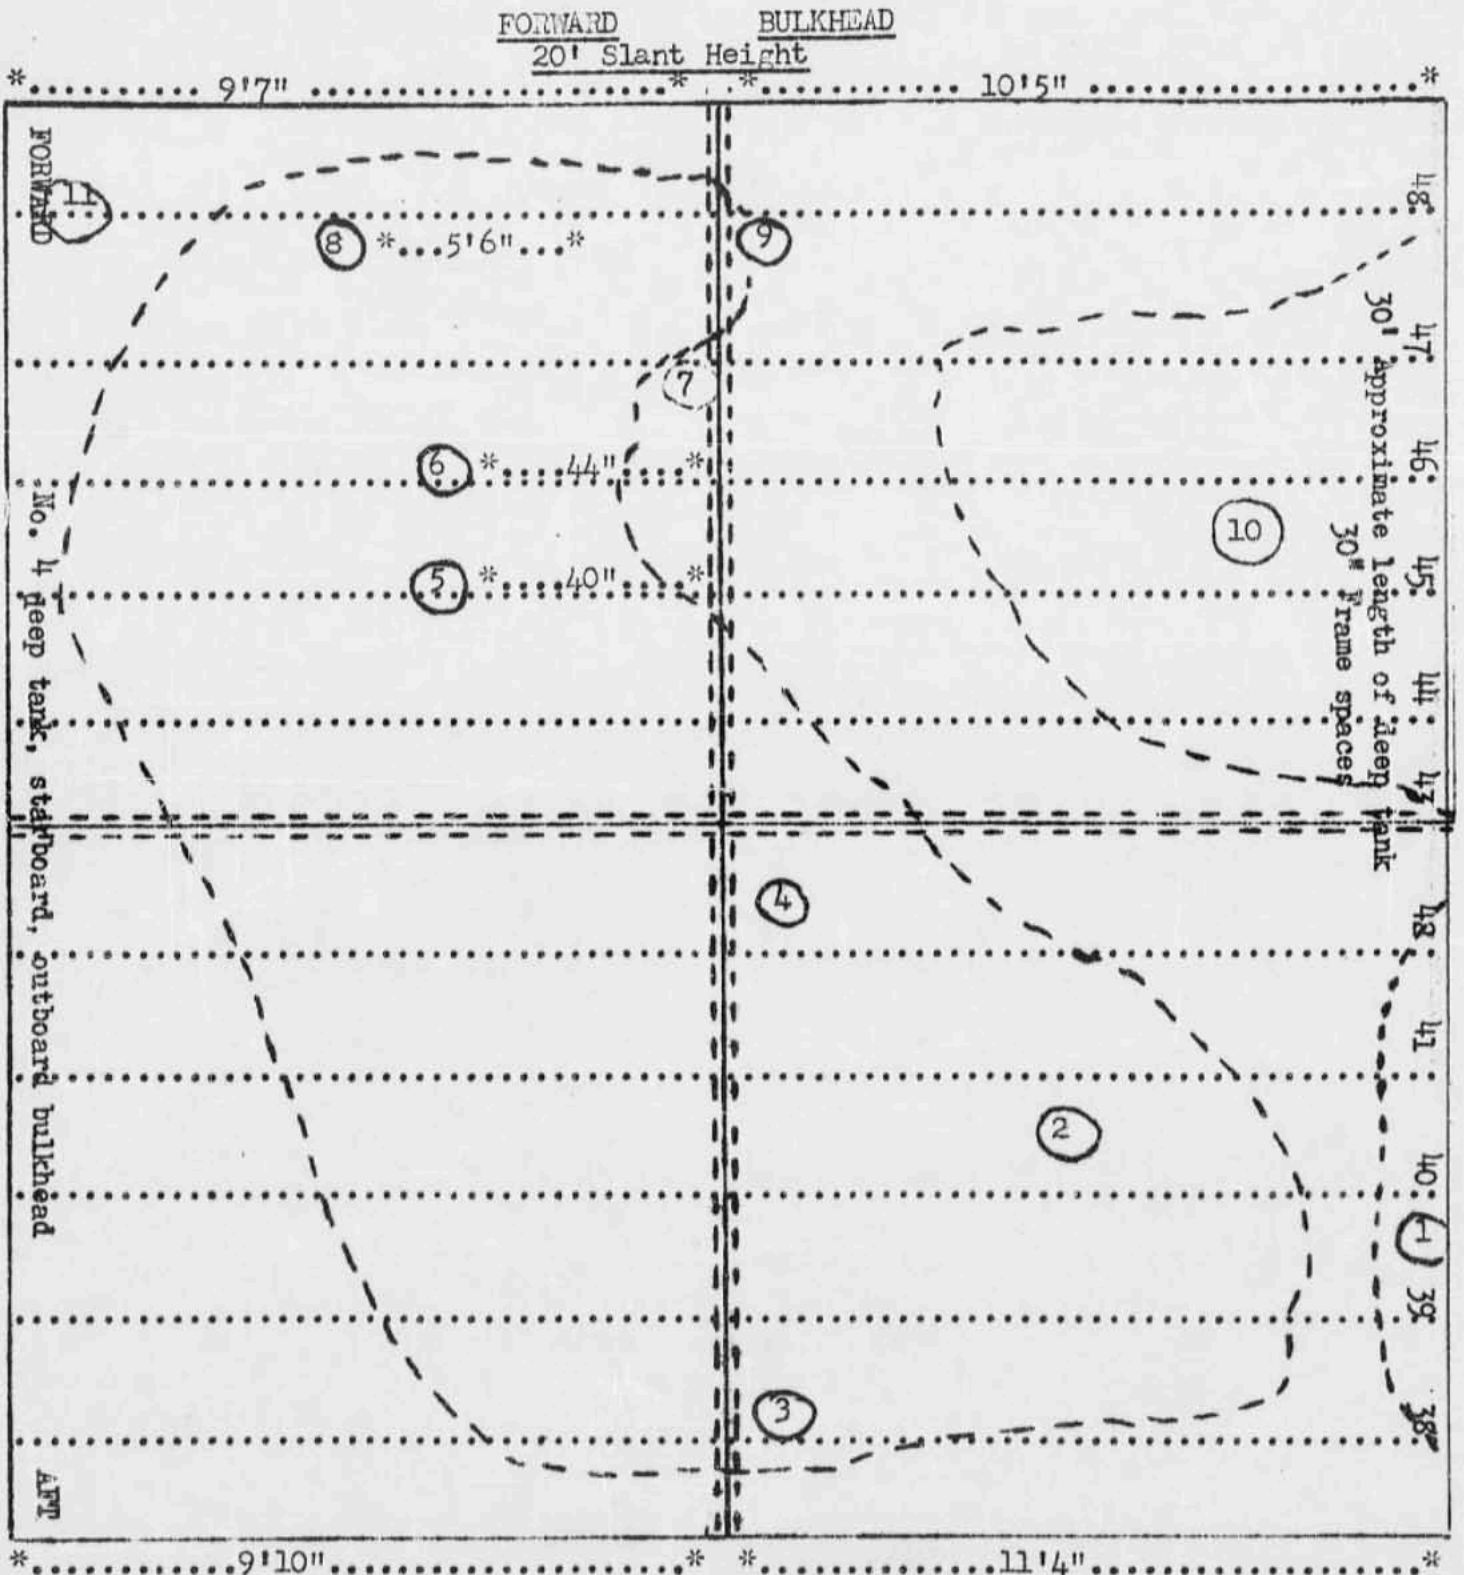 FORWARD BULKHEAD
20' Slant Height
*.......... 9'7" ....................* *............ 10'5" ..................*
FORWARD
11
48
8 *...5'6"...* 9
47
7
30' Approximate length of deep tank
30" Frame spaces
6 *....44"......*
46
10
5 *....40"......*
45
44
43
No. 4 deep tank, starboard, outboard bulkhead
4
42
41
2
40
1
39
3
38
AFT
*............9'10"....................* *..............11'4"...................*